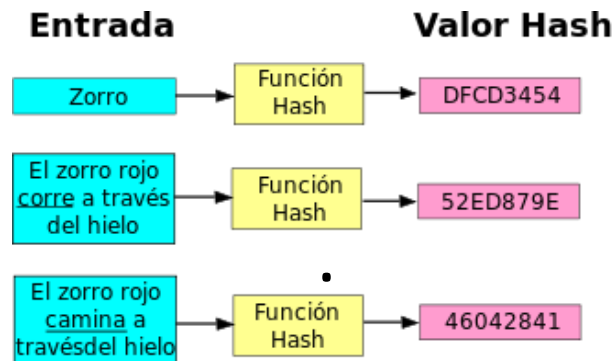 Entrada Valor Hash
Zorro
Función
Hash
DFCD3454
El zorro rojo
corre a través
del hielo
Función
Hash
52ED879E
El zorro rojo
camina a
travésdel hielo
Función
Hash
46042841